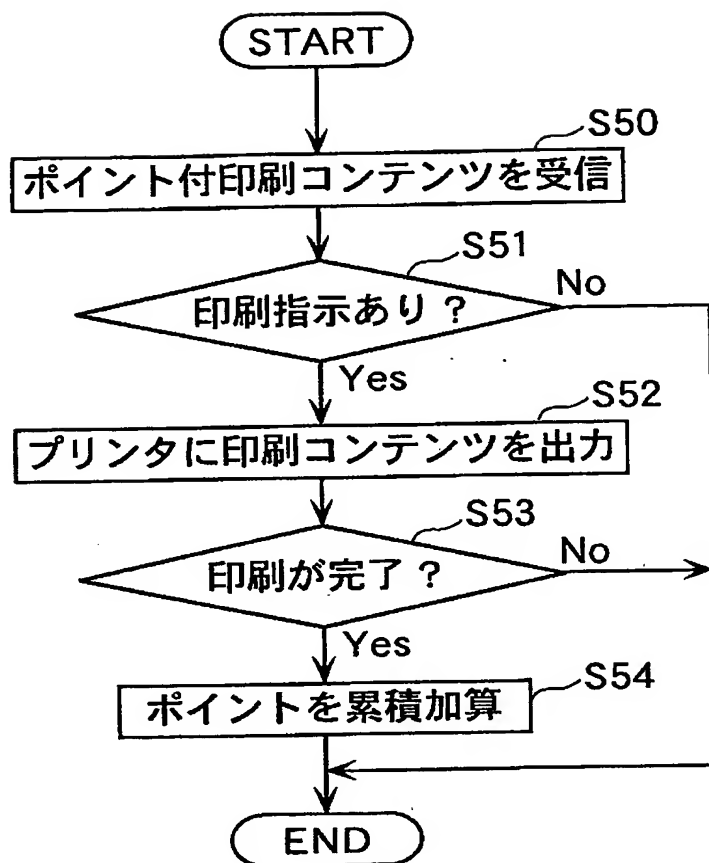 START
S50
ポイント付印刷コンテンツを受信
S51
印刷指示あり?
No
Yes
S52
プリンタに印刷コンテンツを出力
S53
印刷が完了?
No
Yes
S54
ポイントを累積加算
END